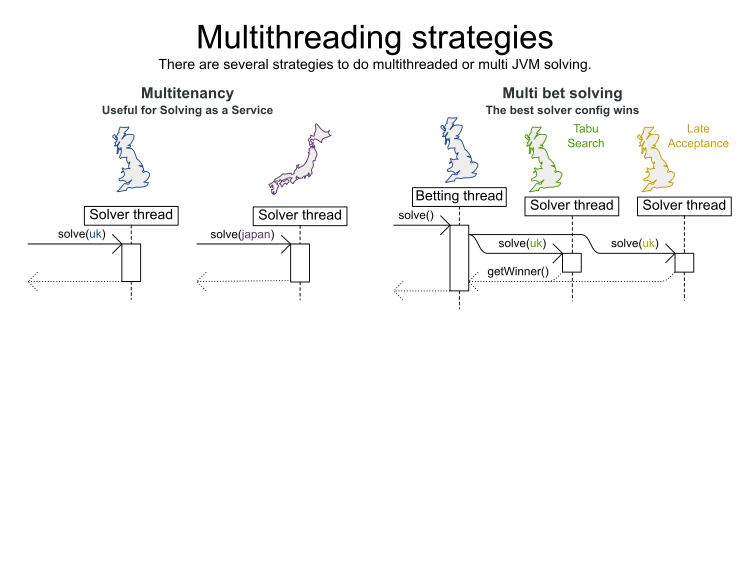 Multithreading strategies
There are several strategies to do multithreaded or multi JVM solving.
Multitenancy
Useful for Solving as a Service
Solver thread
solve(uk)
Solver thread
solve(japan)
Multi bet solving
The best solver config wins
Tabu
Search
Late
Acceptance
Betting thread
Solver thread
Solver thread
solve()
solve(uk)
solve(uk)
getWinner()